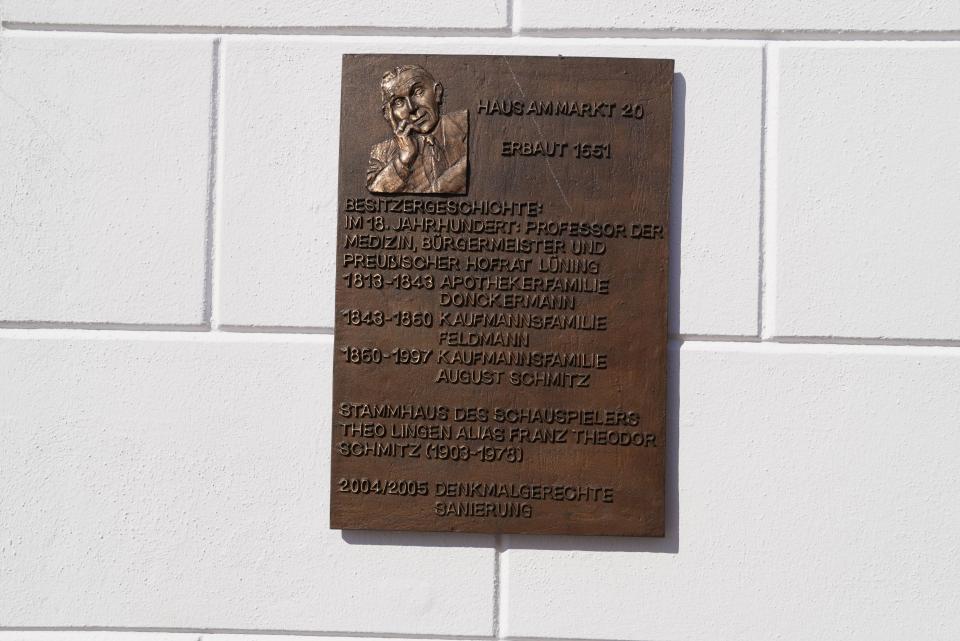 HAUS AM MARKT 20
ERBAUT 1551
BESITZERGESCHICHTE:
IM 18. JAHRHUNDERT: PROFESSOR DER
MEDIZIN, BÜRGERMEISTER UND
PREUßISCHER HOFRAT LÜNING
1813-1843 APOTHEKERFAMILIE
DONCKERMANN
1843-1860 KAUFMANNSFAMILIE
FELDMANN
1860-1997 KAUFMANNSFAMILIE
AUGUST SCHMITZ
STAMMHAUS DES SCHAUSPIELERS
THEO LINGEN ALIAS FRANZ THEODOR
SCHMITZ (1903-1978)
2004/2005 DENKMALGERECHTE
SANIERUNG